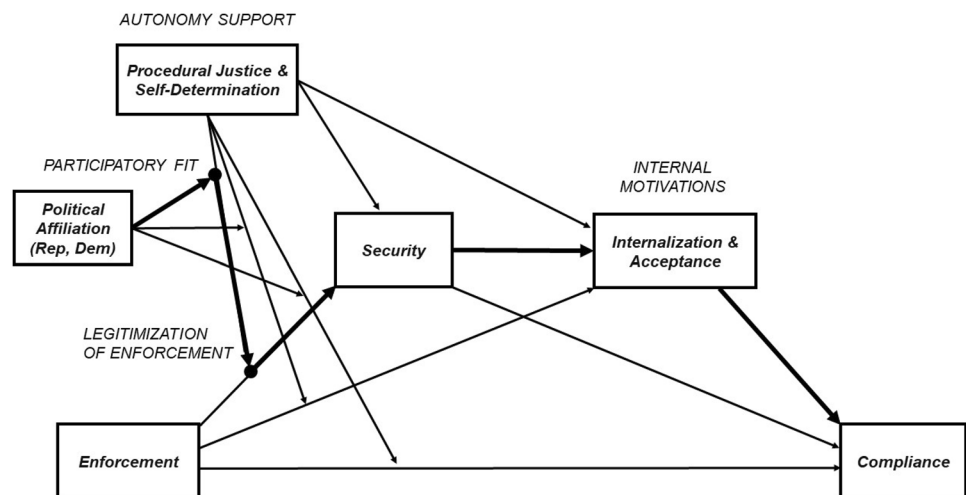 AUTONOMY SUPPORT
Procedural Justice &
Self-Determination
PARTICIPATORY FIT
Political
Affiliation
(Rep, Dem)
INTERNAL
MOTIVATIONS
Security
Internalization &
Acceptance
LEGITIMIZATION
OF ENFORCEMENT
Enforcement
Compliance